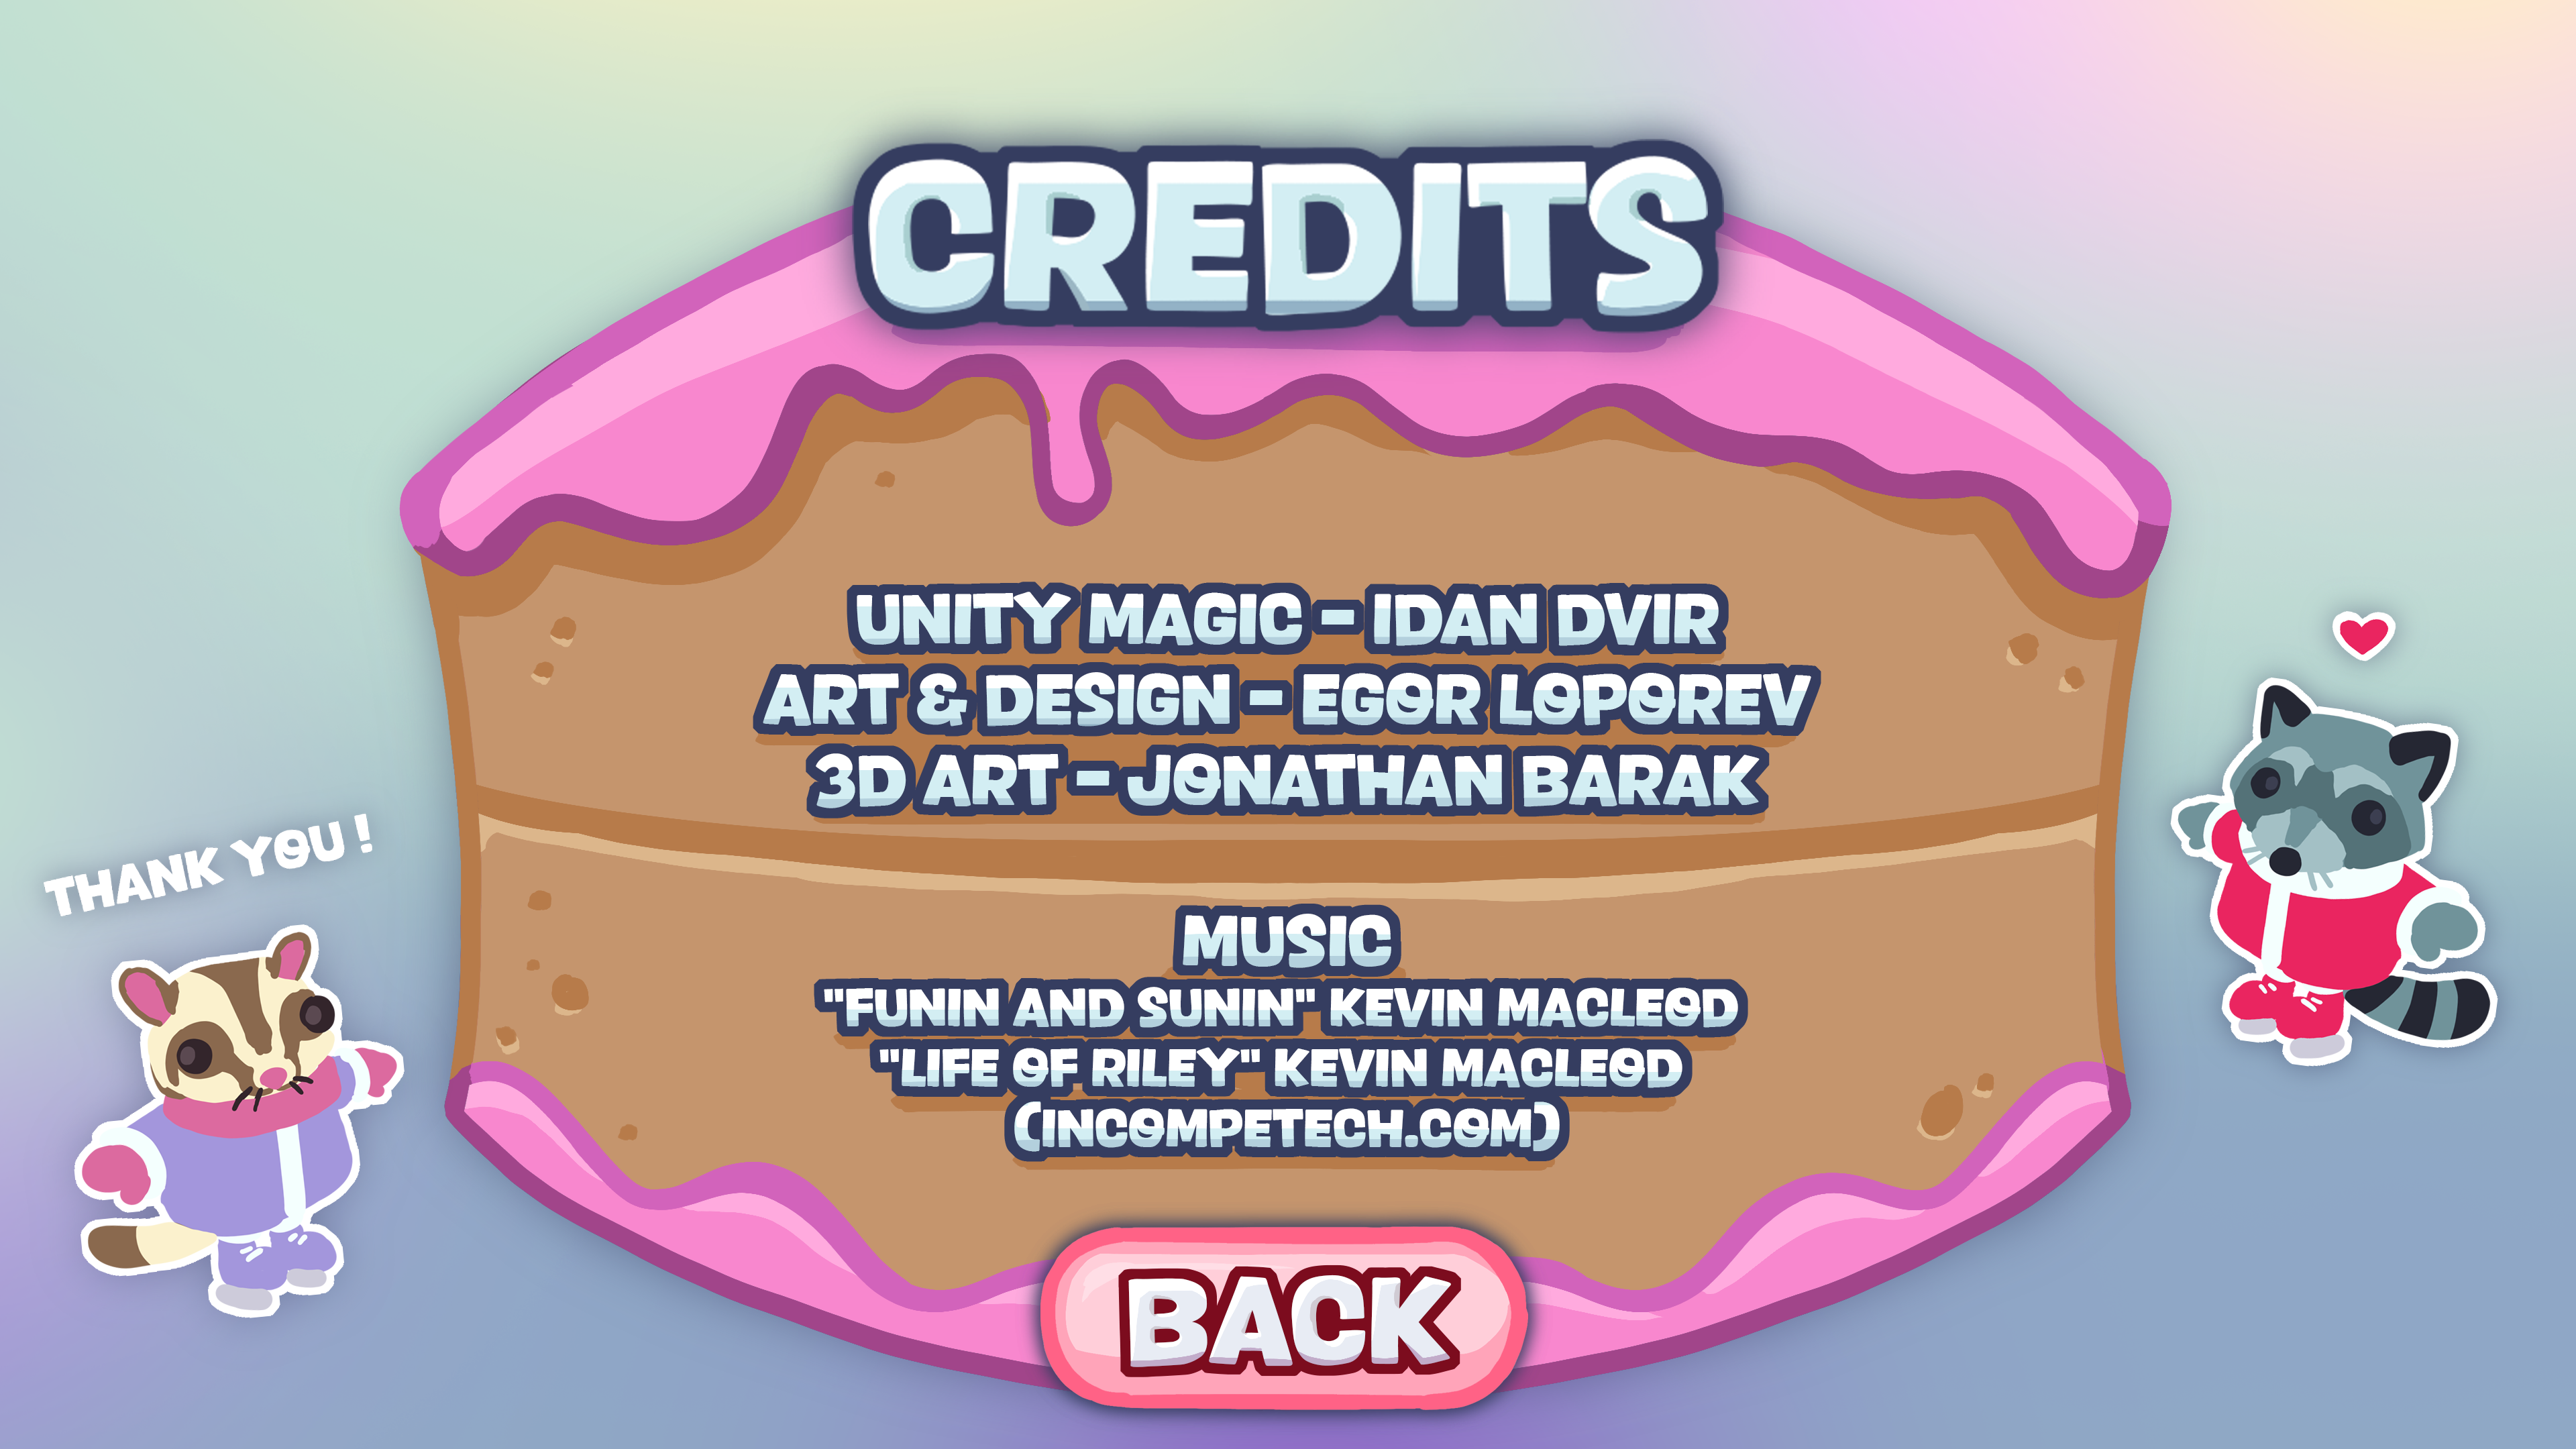 CREDITS
UNITY MAGIC - IDAN DVIR
ART & DESIGN - EGOR LOPOREV
3D ART - JONATHAN BARAK
THANK YOU!
MUSIC
"FUNIN AND SUNIN" KEVIN MACLEOD
"LIFE OF RILEY" KEVIN MACLEOD
(INCOMPETECH.COM)
BACK